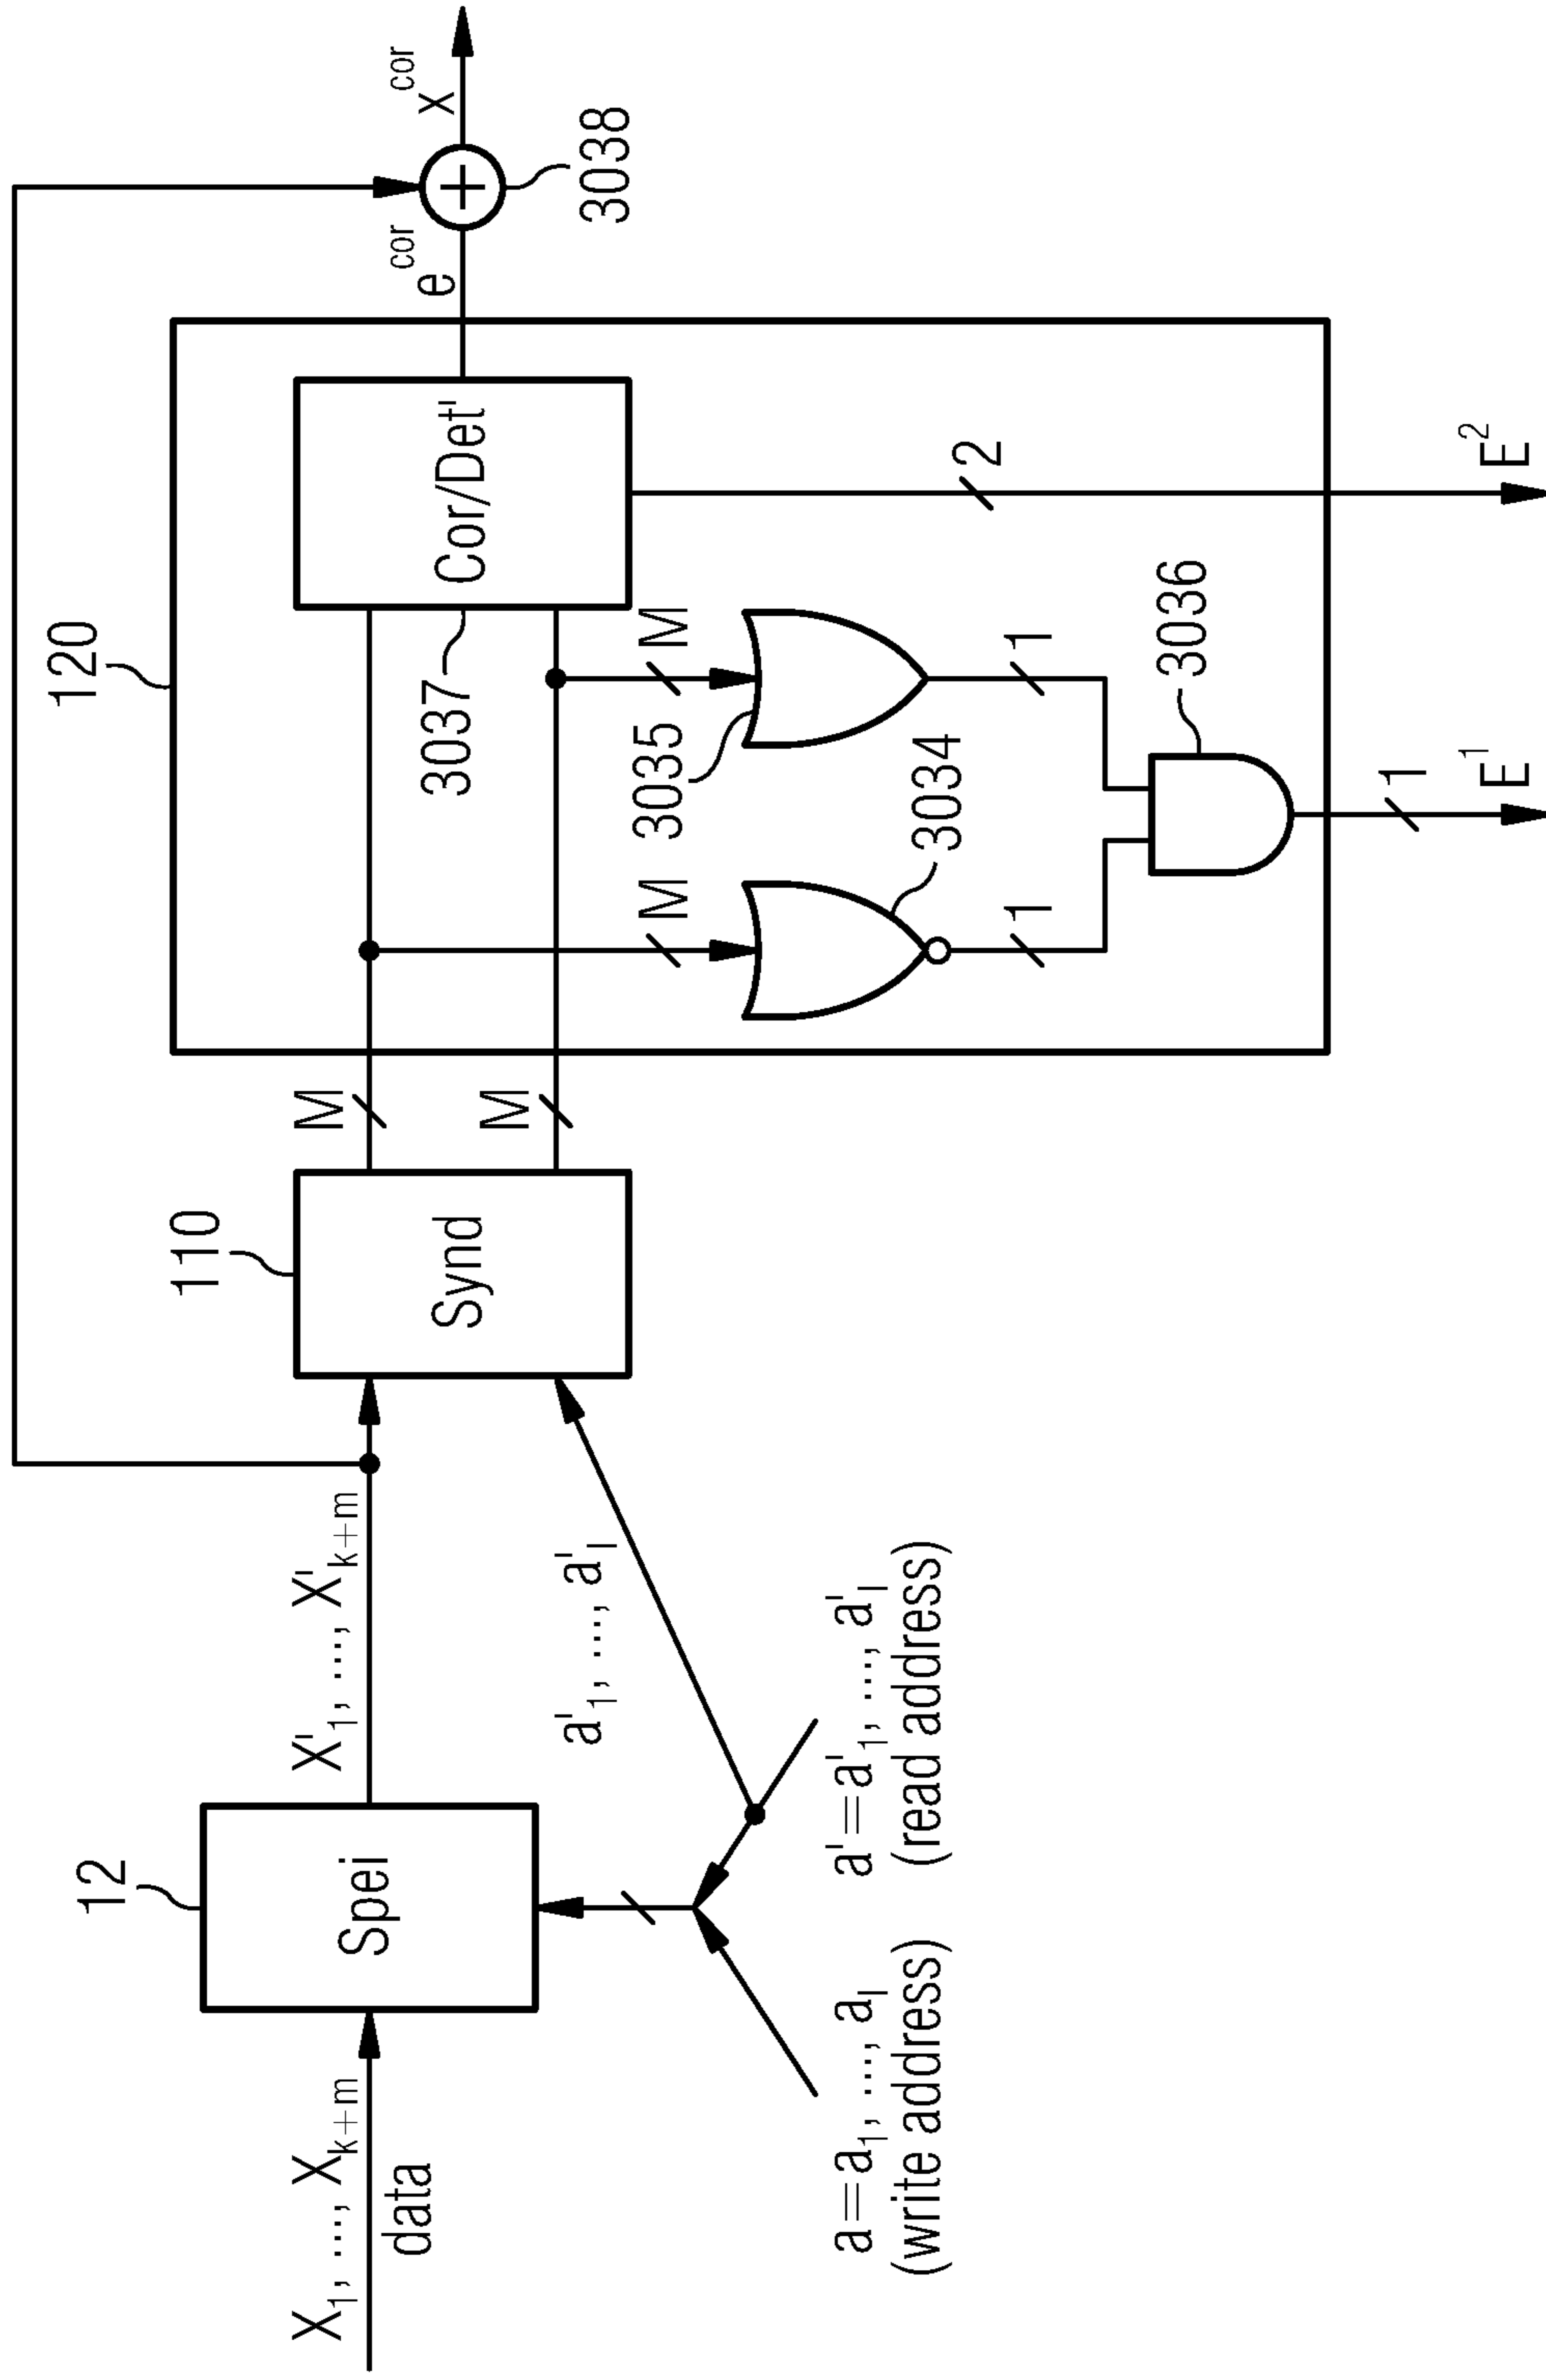 X₁, ..., Xₖ₊ₘ
data
12
Spei
X'₁, ..., X'ₖ₊ₘ
a=a₁, ..., aₗ
(write address)
a'=a'₁, ..., a'ₗ
(read address)
a'₁, ..., a'ₗ
110
Synd
M
M
120
3037
Cor/Det'
M
M
3035
3034
1
1
3036
2
1
E¹
E²
eᶜᵒʳ
xᶜᵒʳ
3038